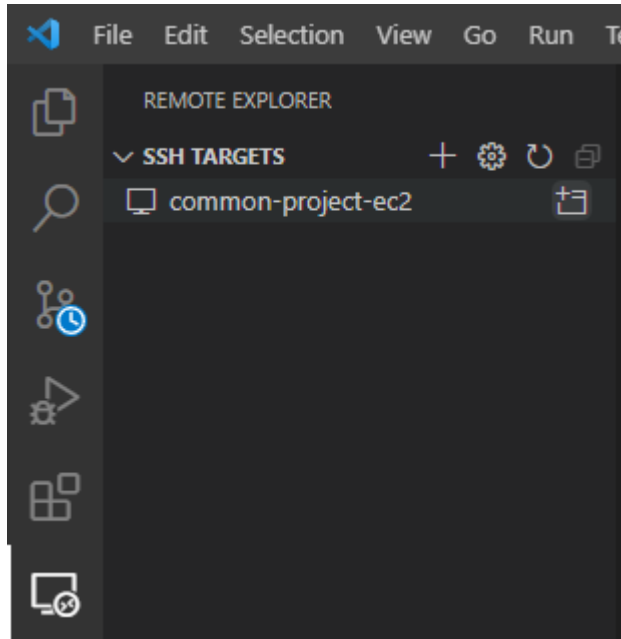 File Edit Selection View Go Run
REMOTE EXPLORER
SSH TARGETS
common-project-ec2